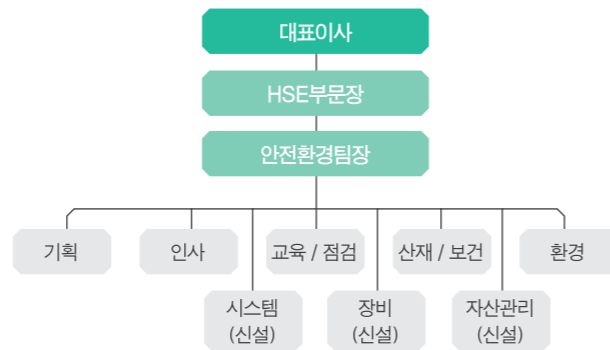 대표이사
HSE부문장
안전환경팀장
기획
인사
교육 / 점검
산재 / 보건
환경
시스템
(신설)
장비
(신설)
자산관리
(신설)